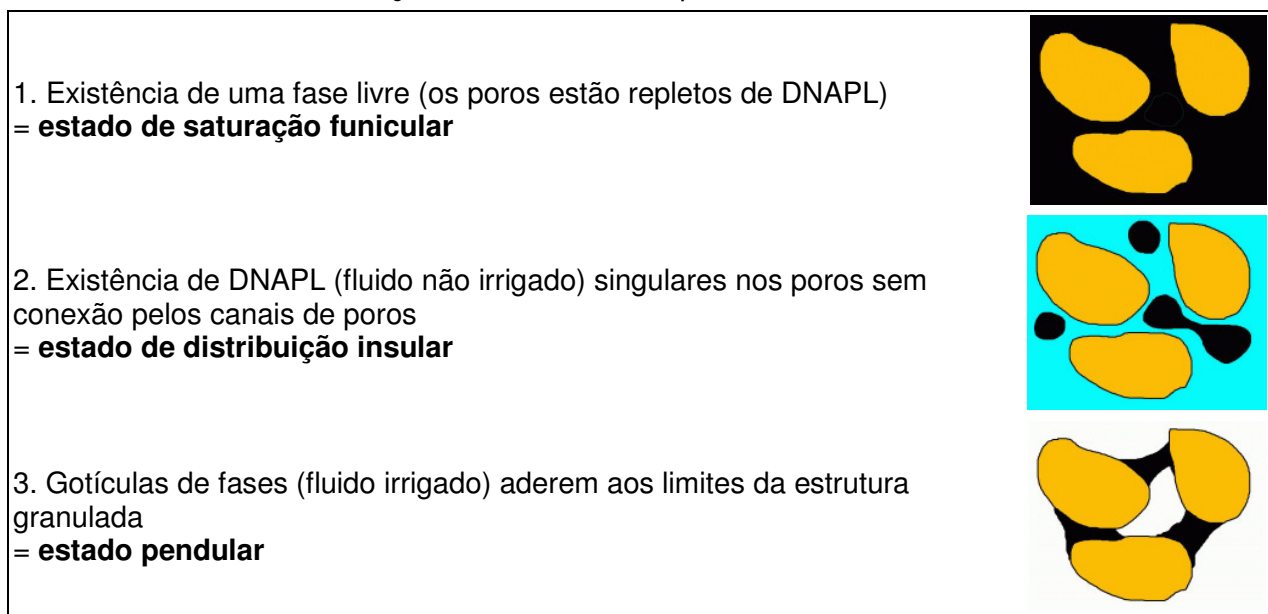 1. Existência de uma fase livre (os poros estão repletos de DNAPL)
= estado de saturação funicular
2. Existência de DNAPL (fluido não irrigado) singulares nos poros sem
conexão pelos canais de poros
= estado de distribuição insular
3. Gotículas de fases (fluido irrigado) aderem aos limites da estrutura
granulada
= estado pendular